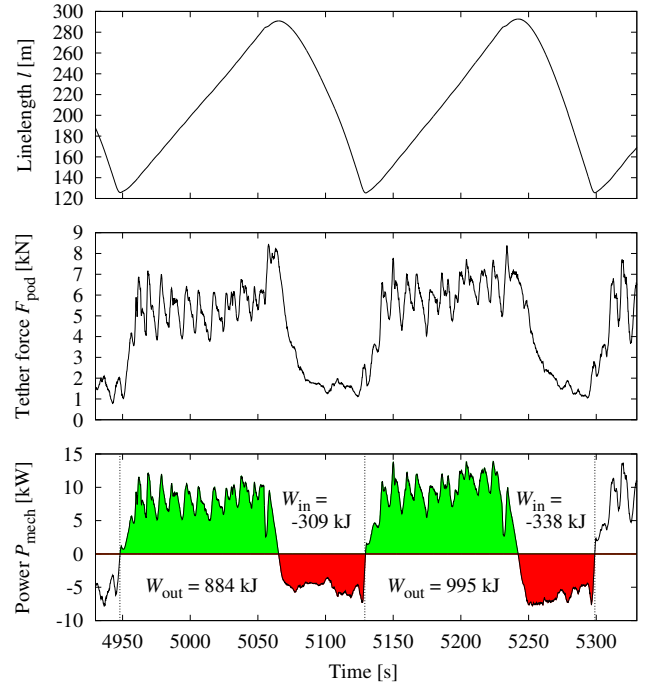 300
280
260
240
220
200
180
160
140
120
Linelength l [m]
9
8
7
6
5
4
3
2
1
0
Tether force F_pod [kN]
15
10
5
0
-5
-10
Power P_mech [kW]
W_in =
-309 kJ
W_in =
-338 kJ
W_out = 884 kJ
W_out = 995 kJ
4950 5000 5050 5100 5150 5200 5250 5300
Time [s]